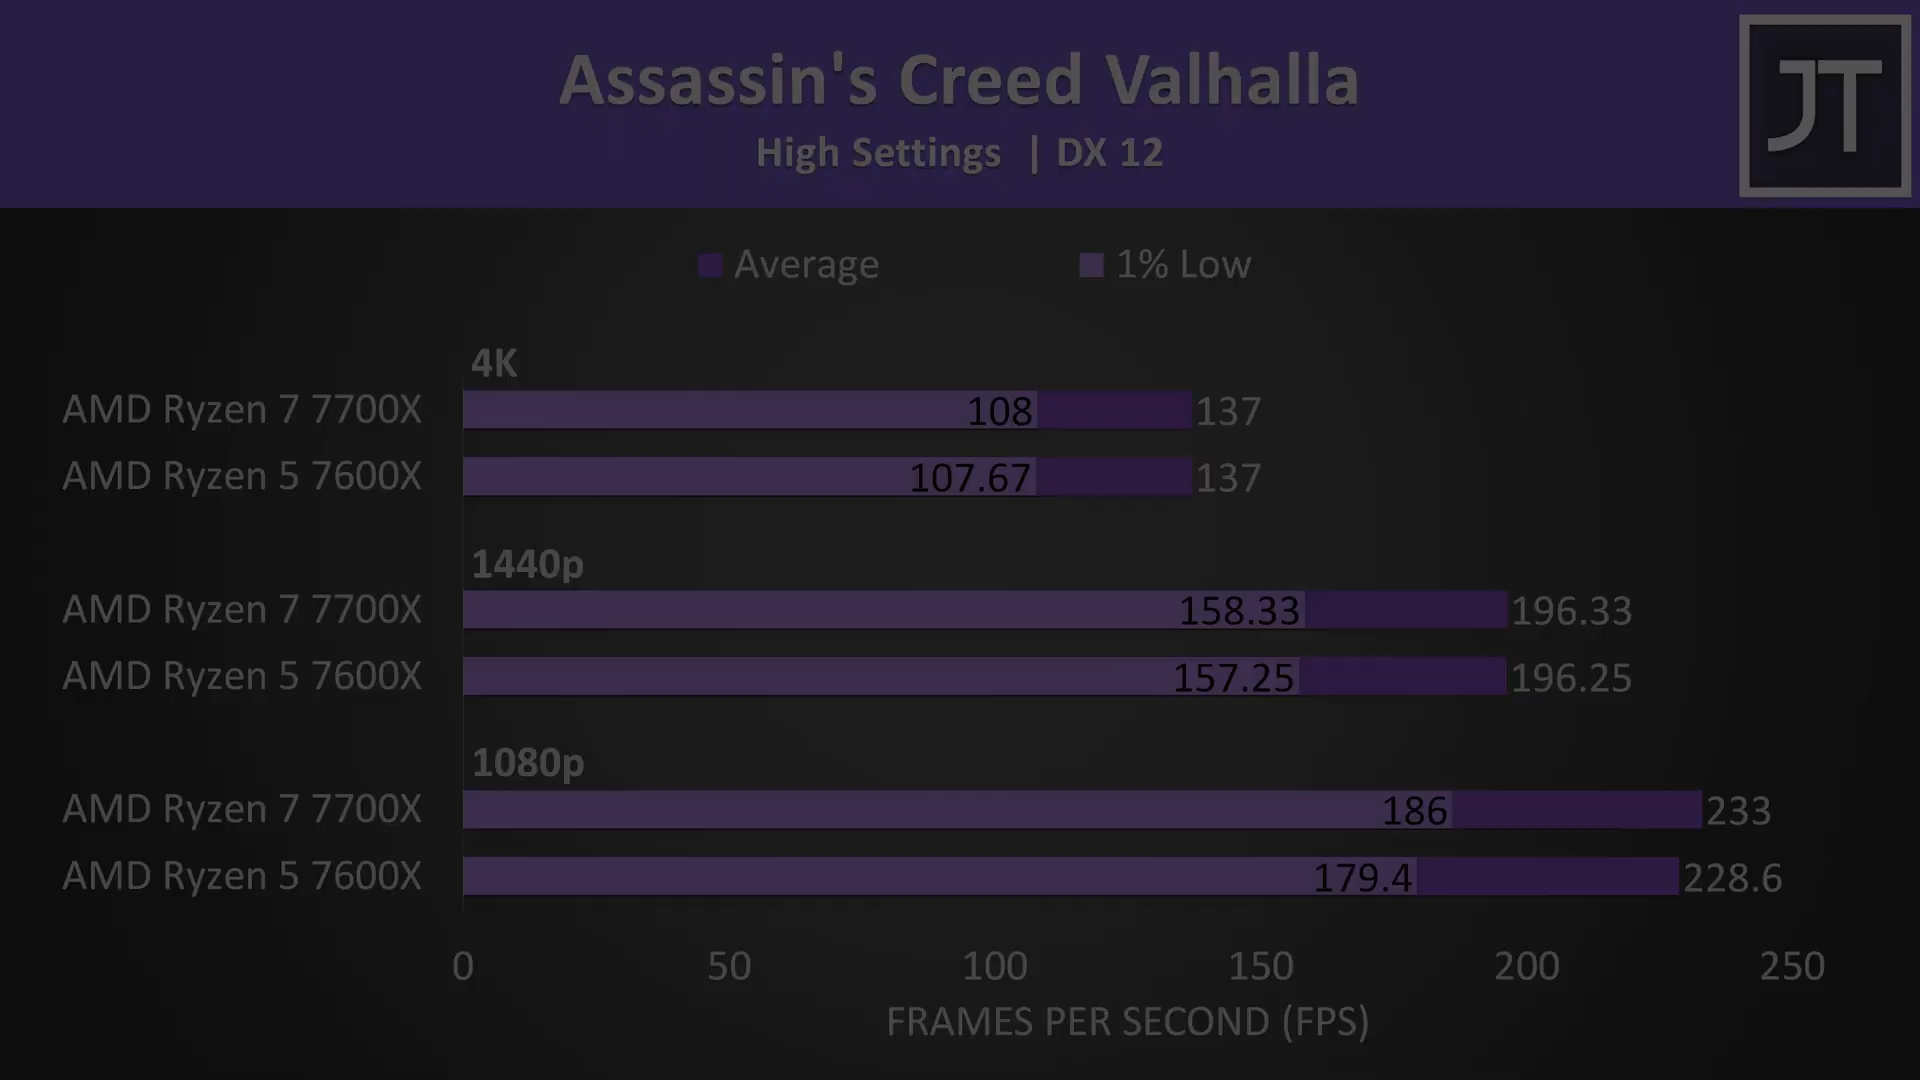 Assassin's Creed Valhalla
High Settings | DX 12
JT
Average 1% Low
4K
AMD Ryzen 7 7700X 108 137
AMD Ryzen 5 7600X 107.67 137
1440p
AMD Ryzen 7 7700X 158.33 196.33
AMD Ryzen 5 7600X 157.25 196.25
1080p
AMD Ryzen 7 7700X 186 233
AMD Ryzen 5 7600X 179.4 228.6
0 50 100 150 200 250
FRAMES PER SECOND (FPS)